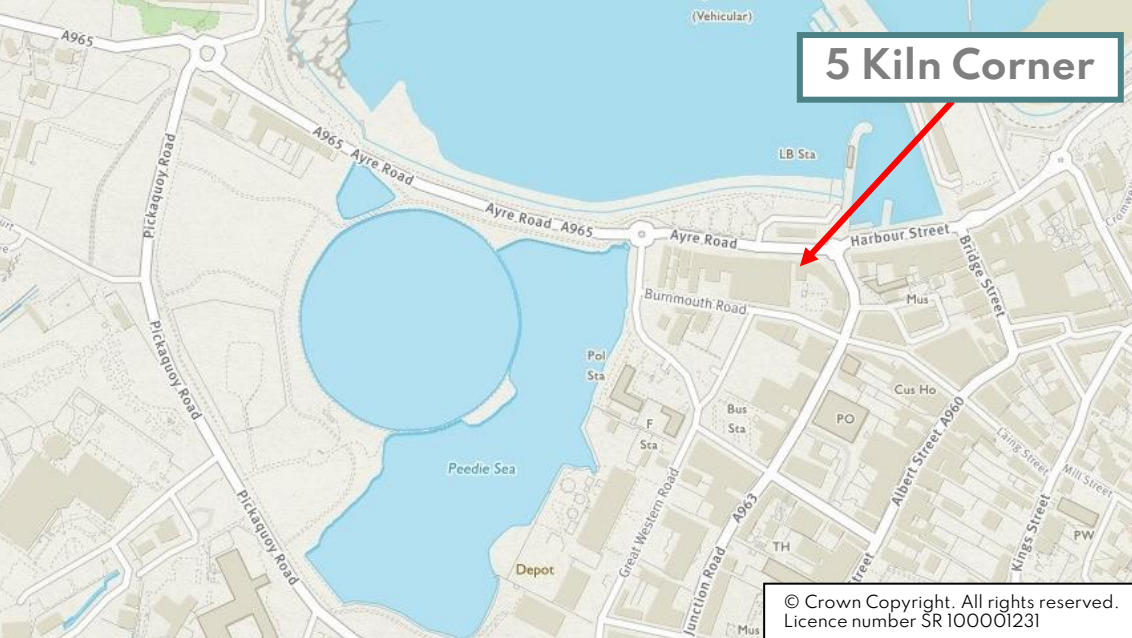 (Vehicular)
A965
5 Kiln Corner
A965 Ayre Road
LB Sta
Pickaquoy Road
Ayre Road A965
Ayre Road
Harbour Street
Bridge Street
Burnmouth Road
Mus
Pickaquoy Road
Pol
Sta
Cus Ho
Bus
Sta
PO
F
Sta
Albert Street A960
Laing Street
Mill Street
Peedie Sea
Pickaquoy Road
Great Western Road
A963
Junction Road
Kings Street
PW
TH
Depot
Mus
© Crown Copyright. All rights reserved.
Licence number SR 100001231